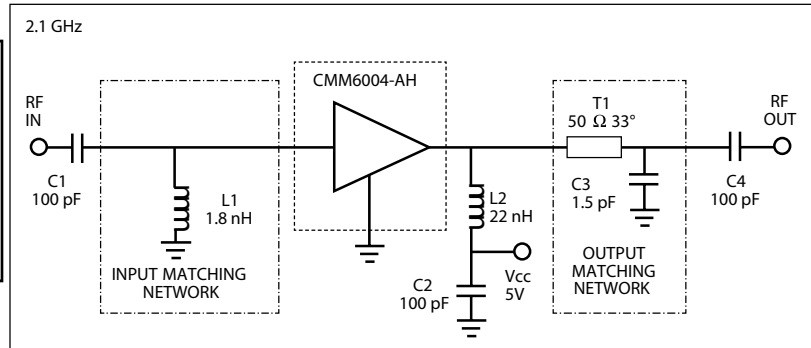 2.1 GHz
CMM6004-AH
RF
IN
C1
100 pF
L1
1.8 nH
INPUT MATCHING
NETWORK
L2
22 nH
C2
100 pF
Vcc
5V
T1
50 Ω 33°
C3
1.5 pF
OUTPUT
MATCHING
NETWORK
C4
100 pF
RF
OUT